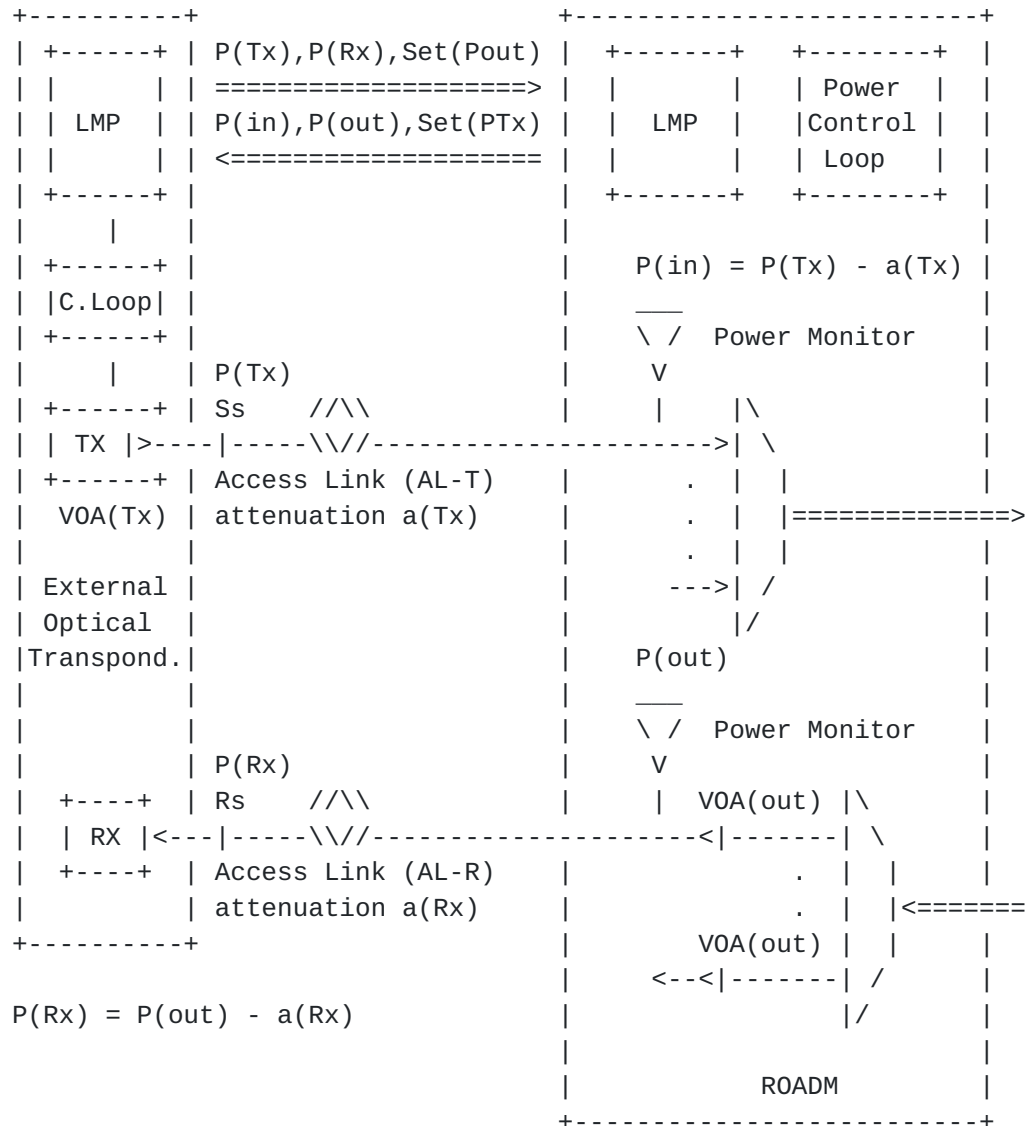 +----------+                       +--------------------------+
| +------+ | P(Tx),P(Rx),Set(Pout) |  +-------+   +--------+  |
| |      | | ====================> |  |       |   | Power  |  |
| | LMP  | | P(in),P(out),Set(PTx) |  |  LMP  |   |Control |  |
| |      | | <==================== |  |       |   | Loop   |  |
| +------+ |                       |  +-------+   +--------+  |
|     |    |                       |                          |
| +------+ |                       |    P(in) = P(Tx) - a(Tx) |
| |C.Loop| |                       |    ___                   |
| +------+ |                       |    \ /  Power Monitor    |
|     |    | P(Tx)                 |     V                    |
| +------+ | Ss    //\\            |     |    |\              |
| | TX |>----|-----\\//---------------------->| \             |
| +------+ | Access Link (AL-T)    |       .  |  |            |
|  VOA(Tx) | attenuation a(Tx)     |       .  |  |==============>
|          |                       |       .  |  |            |
| External |                       |      --->| /             |
| Optical  |                       |          |/              |
|Transpond.|                       |    P(out)                |
|          |                       |    ___                   |
|          |                       |    \ /  Power Monitor    |
|          | P(Rx)                 |     V                    |
|  +----+  | Rs    //\\            |     |  VOA(out) |\       |
|  | RX |<---|-----\\//---------------------<|-------| \      |
|  +----+  | Access Link (AL-R)    |              .  |  |     |
|          | attenuation a(Rx)     |              .  |  |<=======
+----------+                       |        VOA(out) |  |     |
                                   |     <--<|-------| /      |
P(Rx) = P(out) - a(Rx)             |                 |/       |
                                   |                          |
                                   |            ROADM         |
                                   +--------------------------+